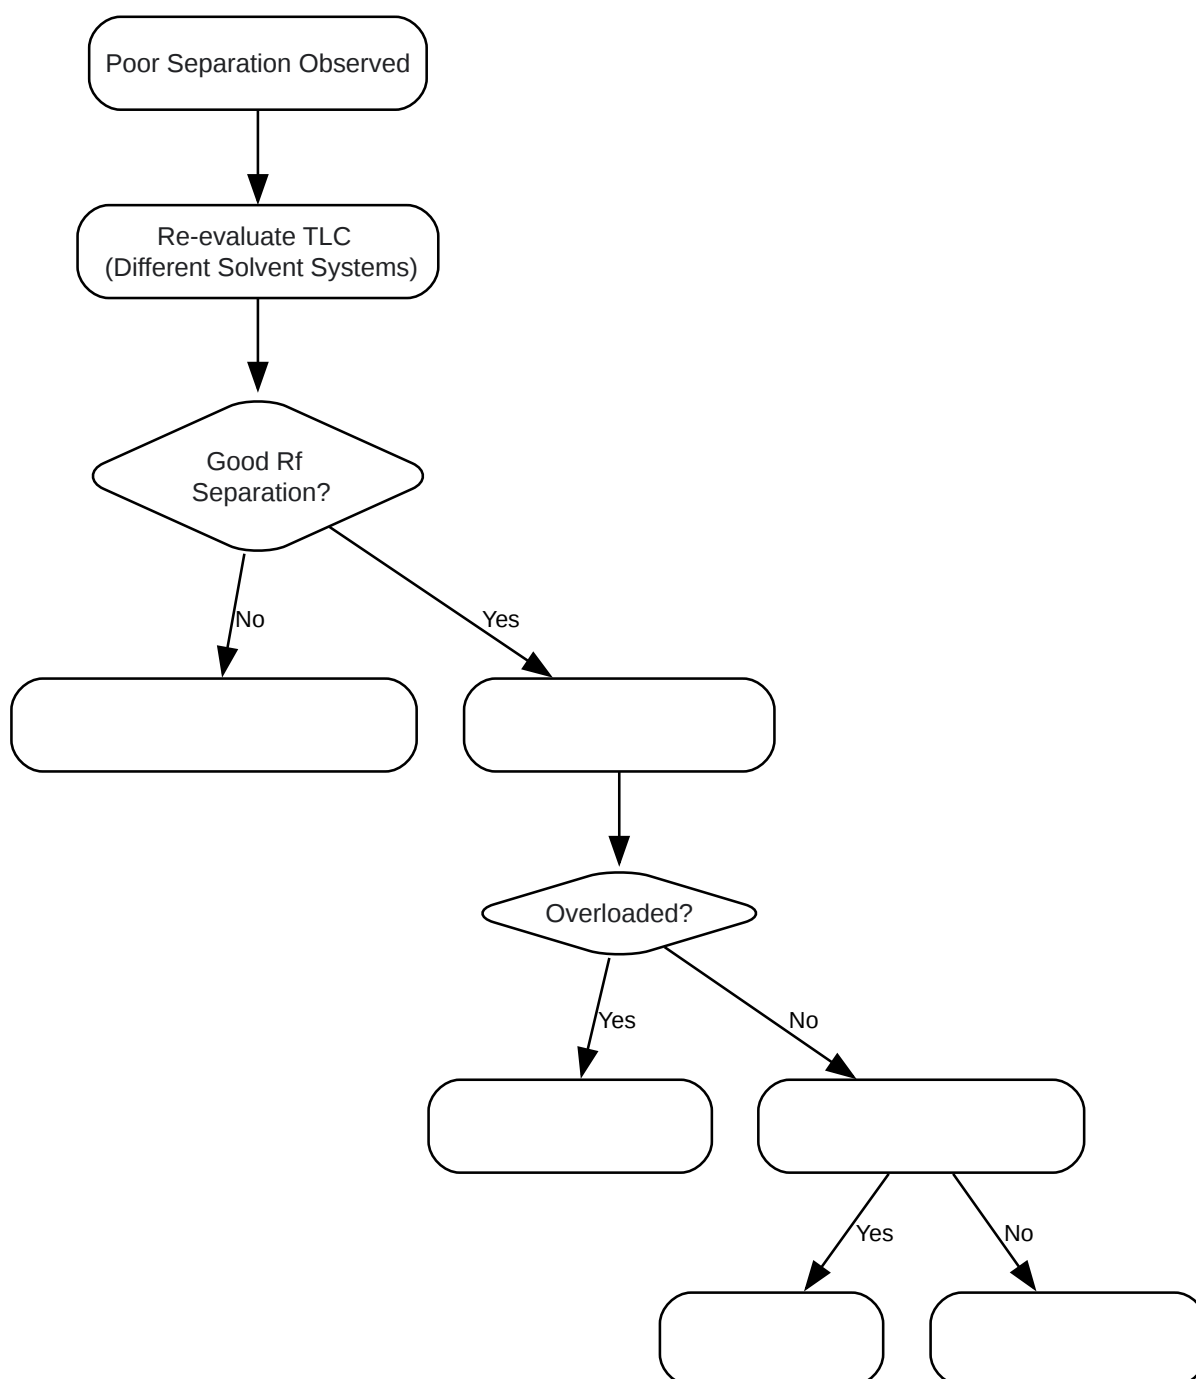 Poor Separation Observed
Re-evaluate TLC
(Different Solvent Systems)
Good Rf
Separation?
No
Yes
Overloaded?
Yes
No
Yes
No